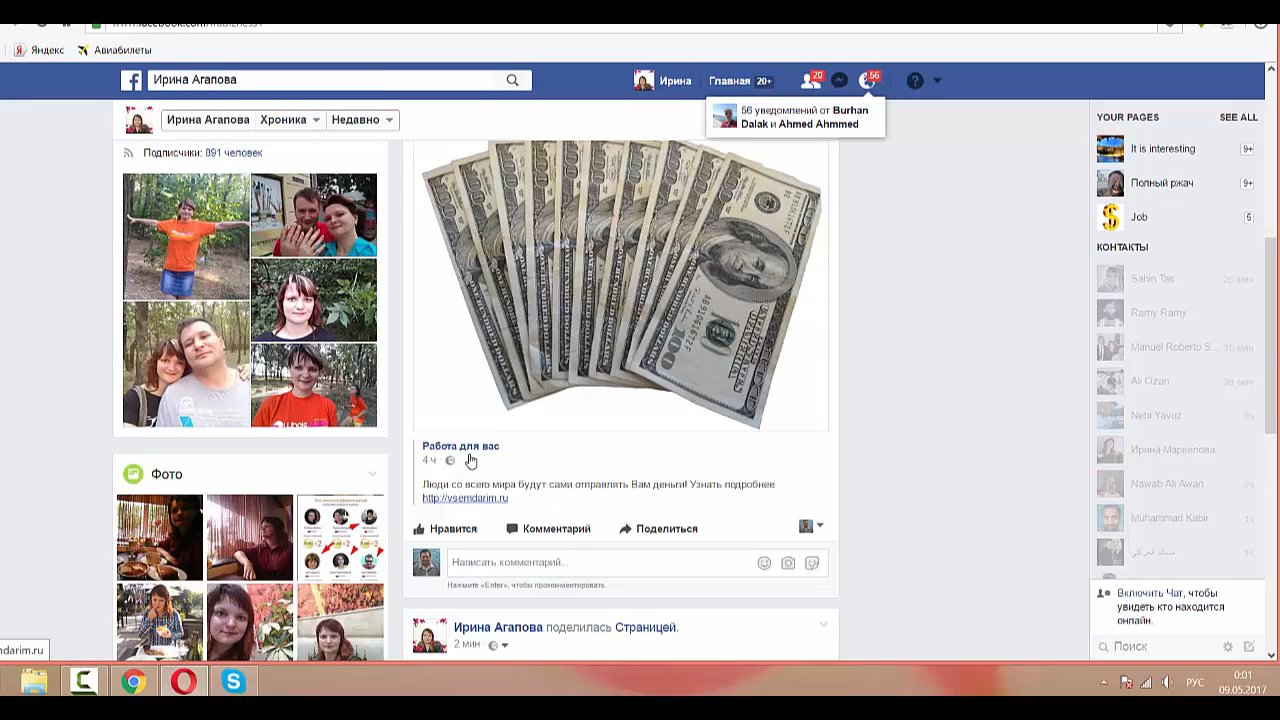 Яндекс
Авиабилеты
Ирина Агапова
Ирина
Главная 20+
20
56
?
56 уведомлений от Burhan
Dalak и Ahmed Ahmmed
Ирина Агапова
Хроника
Недавно
Подписчики: 891 человек
Фото
Работа для вас
4 ч
Люди со всего мира будут сами отправлять Вам деньги! Узнать подробнее
http://vsemdarim.ru
Нравится
Комментарий
Поделиться
Написать комментарий...
Нажмите «Enter», чтобы прокомментировать.
Ирина Агапова поделилась Страницей.
2 мин
YOUR PAGES
SEE ALL
It is interesting
9+
Полный ржач
9+
Job
5
КОНТАКТЫ
Sahin Tas
Ramy Ramy
Manuel Roberto S...
Ali Ozan
Nebi Yavuz
Ирина Маркелова
Nawab Ali Awan
Muhammad Kabir
Включить Чат, чтобы
увидеть кто находится
онлайн.
Поиск
ndarim.ru
РУС
0:01
09.05.2017